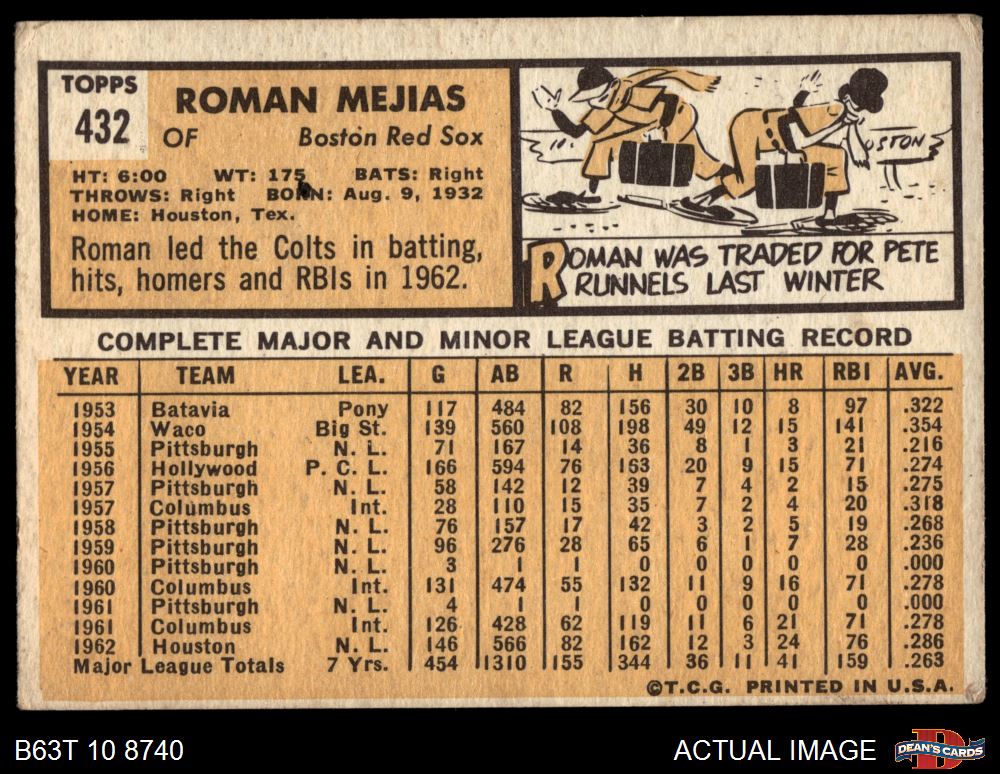 TOPPS
432
ROMAN MEJIAS
OF Boston Red Sox
HT: 6:00 WT: 175 BATS: Right
THROWS: Right BORN: Aug. 9, 1932
HOME: Houston, Tex.
Roman led the Colts in batting,
hits, homers and RBIs in 1962.
OSTON
ROMAN WAS TRADED FOR PETE
RUNNELS LAST WINTER
COMPLETE MAJOR AND MINOR LEAGUE BATTING RECORD
YEAR TEAM LEA. G AB R H 2B 3B HR RBI AVG.
1953 Batavia Pony 117 484 82 156 30 10 8 97 .322
1954 Waco Big St. 139 560 108 198 49 12 15 141 .354
1955 Pittsburgh N. L. 71 167 14 36 8 1 3 21 .216
1956 Hollywood P. C. L. 166 594 76 163 20 9 15 71 .274
1957 Pittsburgh N. L. 58 142 12 39 7 4 2 15 .275
1957 Columbus Int. 28 110 15 35 7 2 4 20 .318
1958 Pittsburgh N. L. 76 157 17 42 3 2 5 19 .268
1959 Pittsburgh N. L. 96 276 28 65 6 1 7 28 .236
1960 Pittsburgh N. L. 3 1 1 0 0 0 0 0 .000
1960 Columbus Int. 131 474 55 132 11 9 16 71 .278
1961 Pittsburgh N. L. 4 1 1 0 0 0 0 0 .000
1961 Columbus Int. 126 428 62 119 11 6 21 71 .278
1962 Houston N. L. 146 566 82 162 12 3 24 76 .286
Major League Totals 7 Yrs. 454 1310 155 344 36 11 41 159 .263
©T.C.G. PRINTED IN U.S.A.
B63T 10 8740 ACTUAL IMAGE DEAN'S CARDS